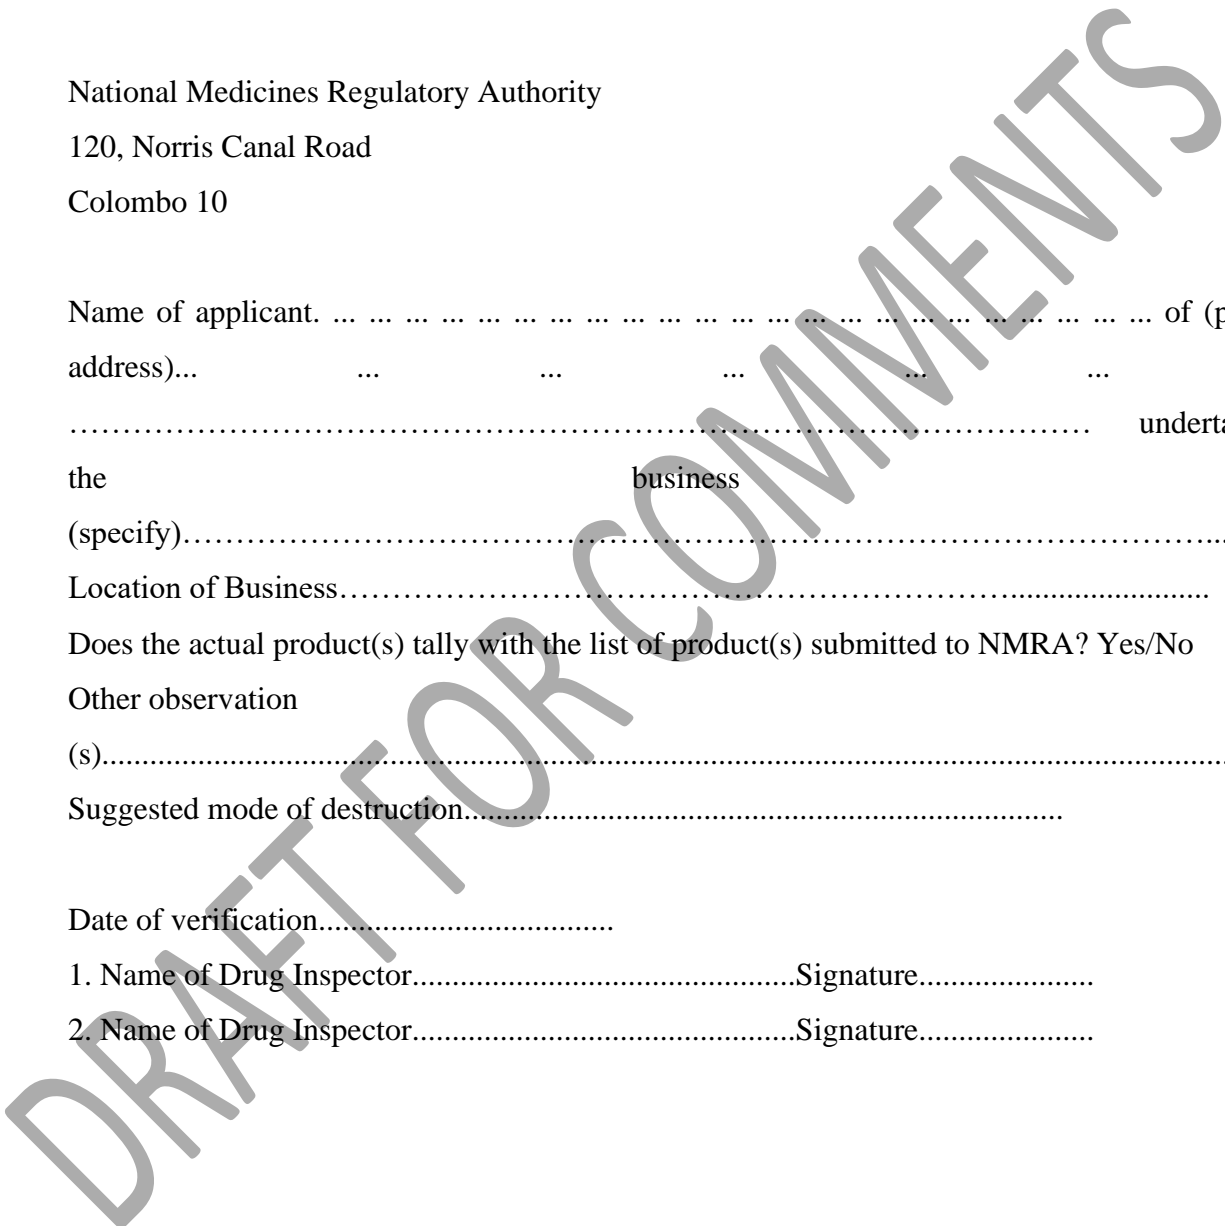 National Medicines Regulatory Authority
120, Norris Canal Road
Colombo 10
Name of applicant. ... ... ... ... ... ... ... ... ... ... ... ... ... ... ... ... ... ... ... ... ... ... ... of
address)... ... ... ... ... ...
…………………………………………………………………………………
the business
(specify)…………………………………………………………………………………...
Location of Business……………………………………………………….........................
Does the actual product(s) tally with the list of product(s) submitted to NMRA? Yes/No
Other observation
(s)................................................................................................................................................
Suggested mode of destruction...........................................................................
Date of verification.....................................
1. Name of Drug Inspector................................................Signature......................
2. Name of Drug Inspector................................................Signature......................
DRAFT FOR COMMENTS